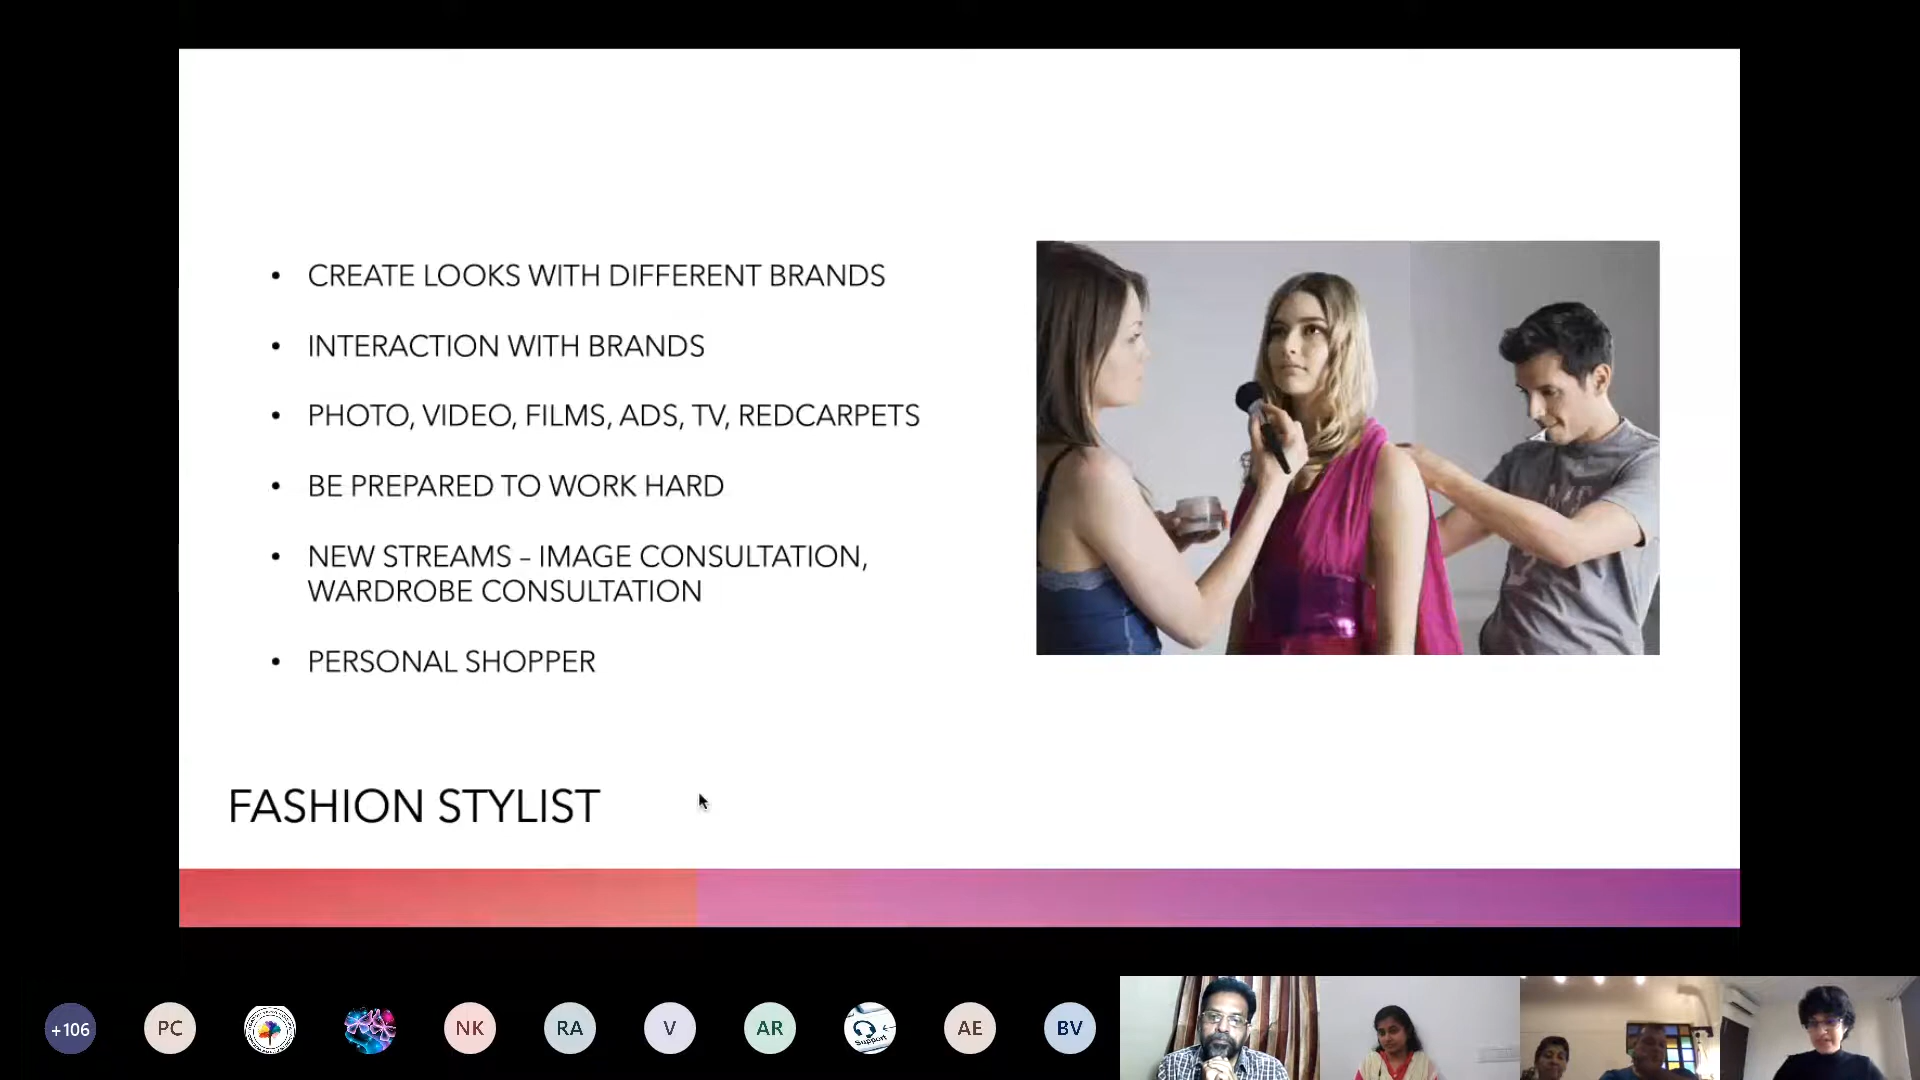 • CREATE LOOKS WITH DIFFERENT BRANDS
• INTERACTION WITH BRANDS
• PHOTO, VIDEO, FILMS, ADS, TV, REDCARPETS
• BE PREPARED TO WORK HARD
• NEW STREAMS – IMAGE CONSULTATION,
WARDROBE CONSULTATION
• PERSONAL SHOPPER
FASHION STYLIST
+106
PC
NK
RA
V
AR
Support
AE
BV